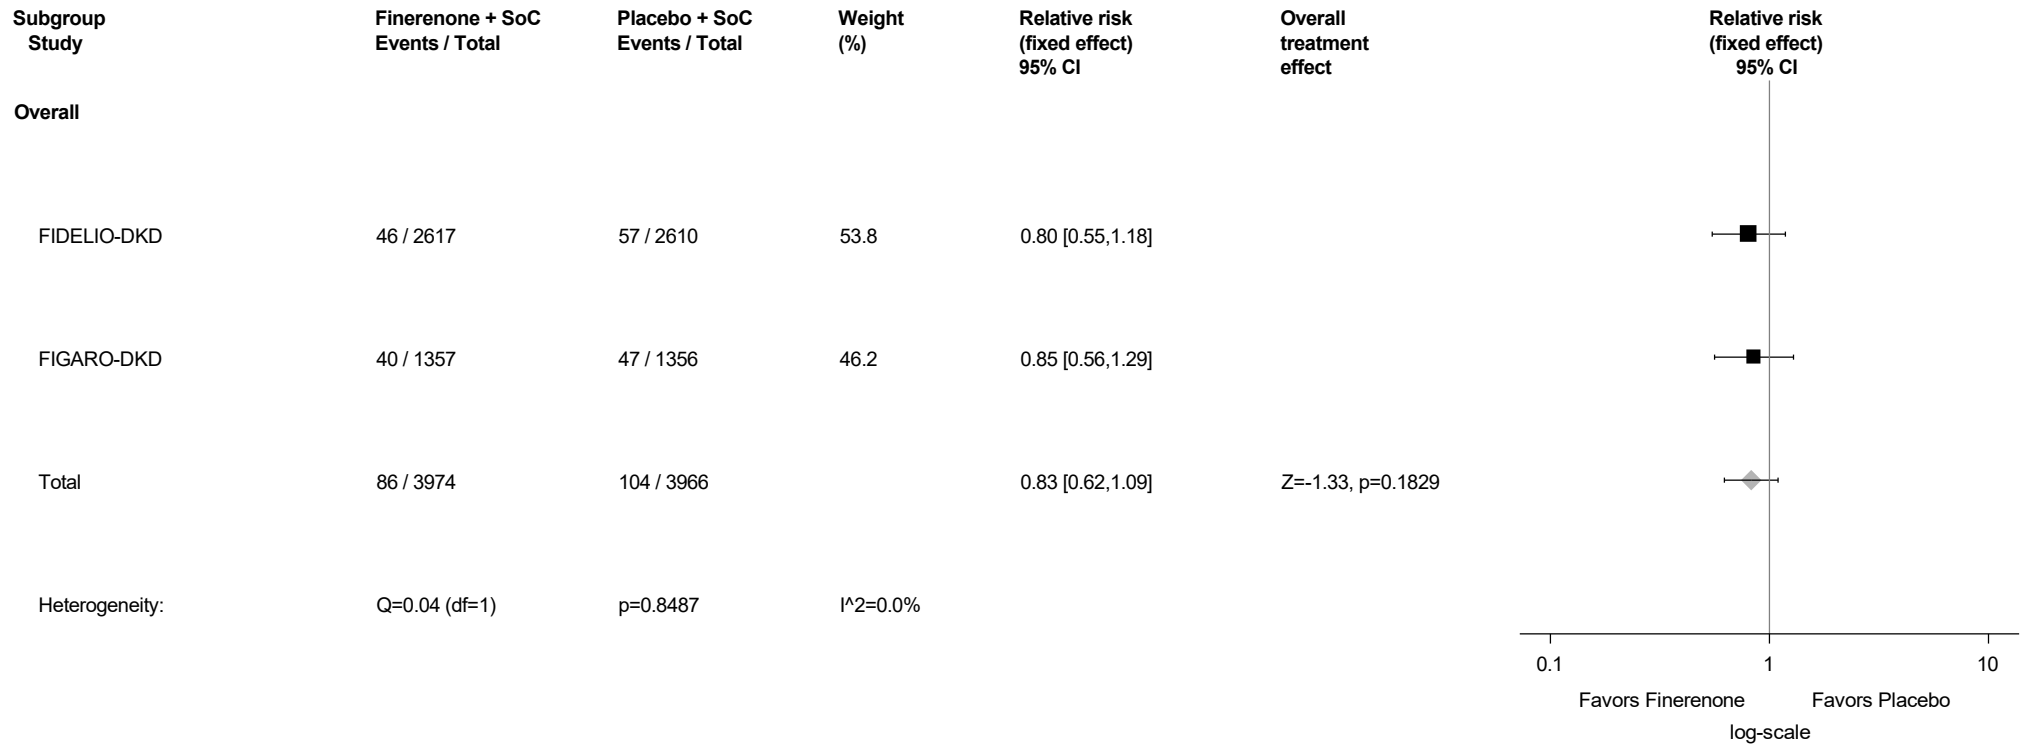 Subgroup Finerenone + SoC Placebo + SoC Weight Relative risk Overall Relative risk
Study Events / Total Events / Total (%) (fixed effect) treatment (fixed effect)
95% CI effect 95% CI
Overall
FIDELIO-DKD 46 / 2617 57 / 2610 53.8 0.80 [0.55,1.18]
FIGARO-DKD 40 / 1357 47 / 1356 46.2 0.85 [0.56,1.29]
Total 86 / 3974 104 / 3966 0.83 [0.62,1.09] Z=-1.33, p=0.1829
Heterogeneity: Q=0.04 (df=1) p=0.8487 I^2=0.0%
0.1 1 10
Favors Finerenone Favors Placebo
log-scale